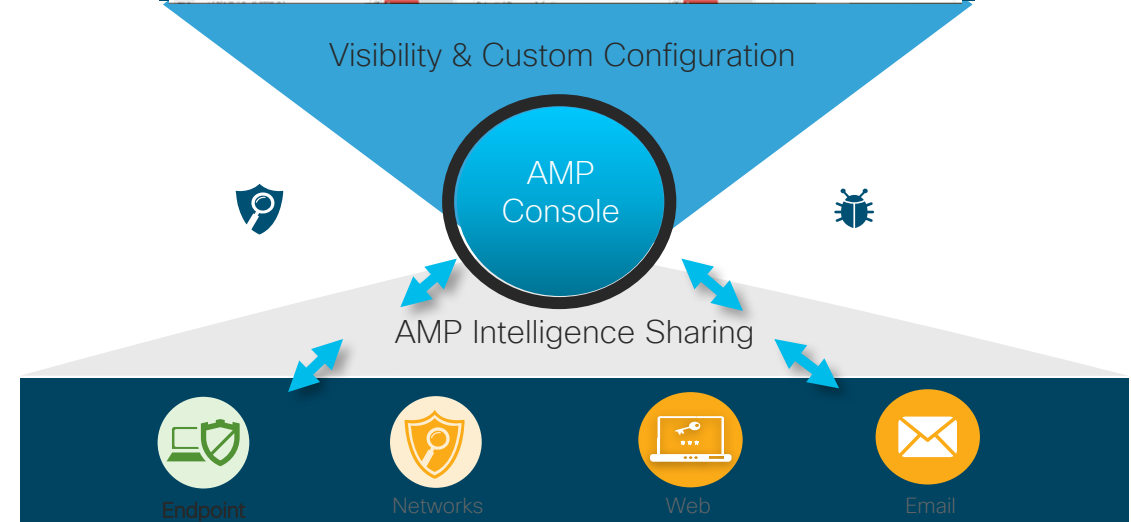 Visibility & Custom Configuration
AMP
Console
AMP Intelligence Sharing
Endpoint
Networks
Web
Email